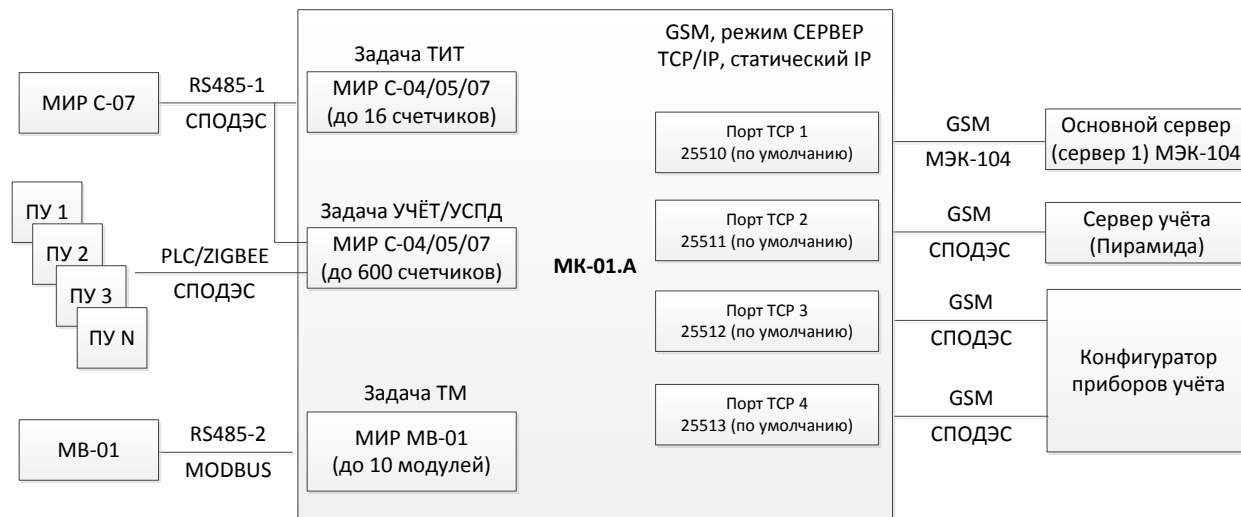 МИР С-07
RS485-1
СПОДЭС
ПУ 1
ПУ 2
ПУ 3
ПУ N
PLC/ZIGBEE
СПОДЭС
МВ-01
RS485-2
MODBUS
Задача ТИТ
МИР С-04/05/07
(до 16 счетчиков)
Задача УЧЁТ/УСПД
МИР С-04/05/07
(до 600 счетчиков)
Задача ТМ
МИР МВ-01
(до 10 модулей)
МК-01.А
GSM, режим СЕРВЕР
TCP/IP, статический IP
Порт TCP 1
25510 (по умолчанию)
Порт TCP 2
25511 (по умолчанию)
Порт TCP 3
25512 (по умолчанию)
Порт TCP 4
25513 (по умолчанию)
GSM
МЭК-104
Основной сервер
(сервер 1) МЭК-104
GSM
СПОДЭС
Сервер учёта
(Пирамида)
GSM
СПОДЭС
GSM
СПОДЭС
Конфигуратор
приборов учёта